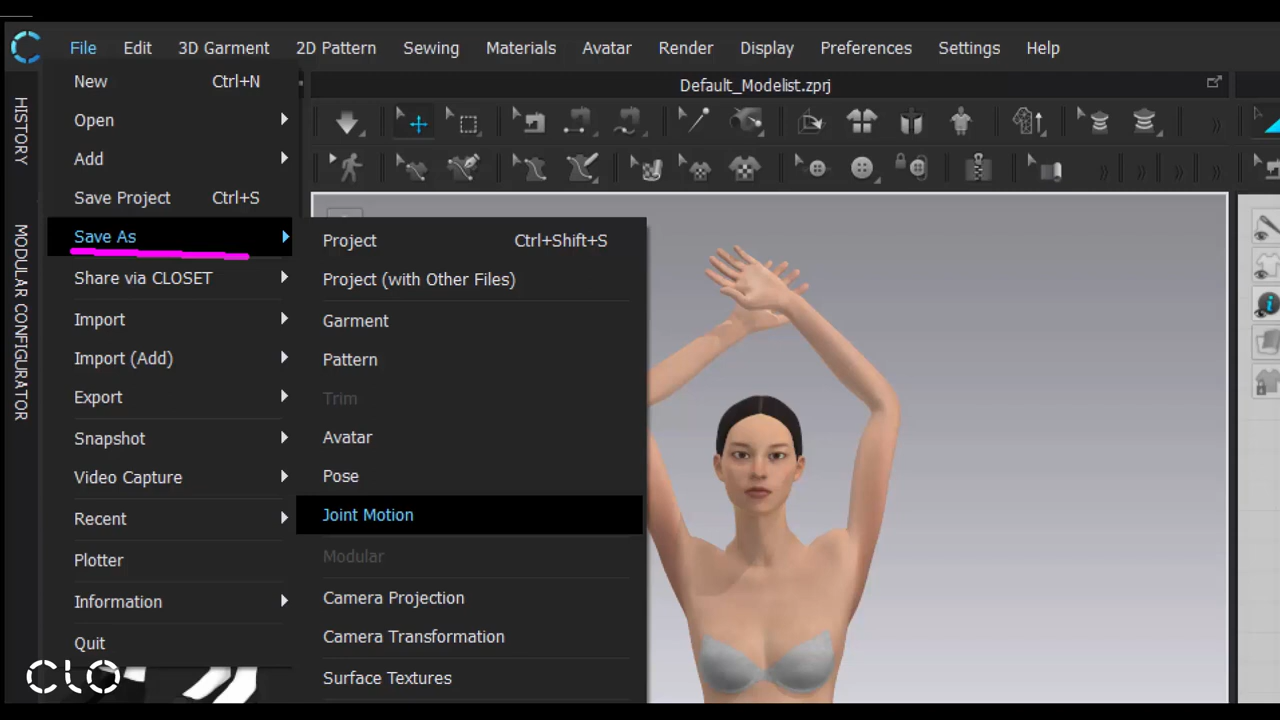 File Edit 3D Garment 2D Pattern Sewing Materials Avatar Render Display Preferences Settings Help
Default_Modelist.zprj
HISTORY
MODULAR CONFIGURATOR
New Ctrl+N
Open
Add
Save Project Ctrl+S
Save As
Share via CLOSET
Import
Import (Add)
Export
Snapshot
Video Capture
Recent
Plotter
Information
Quit
Project Ctrl+Shift+S
Project (with Other Files)
Garment
Pattern
Trim
Avatar
Pose
Joint Motion
Modular
Camera Projection
Camera Transformation
Surface Textures
CLO